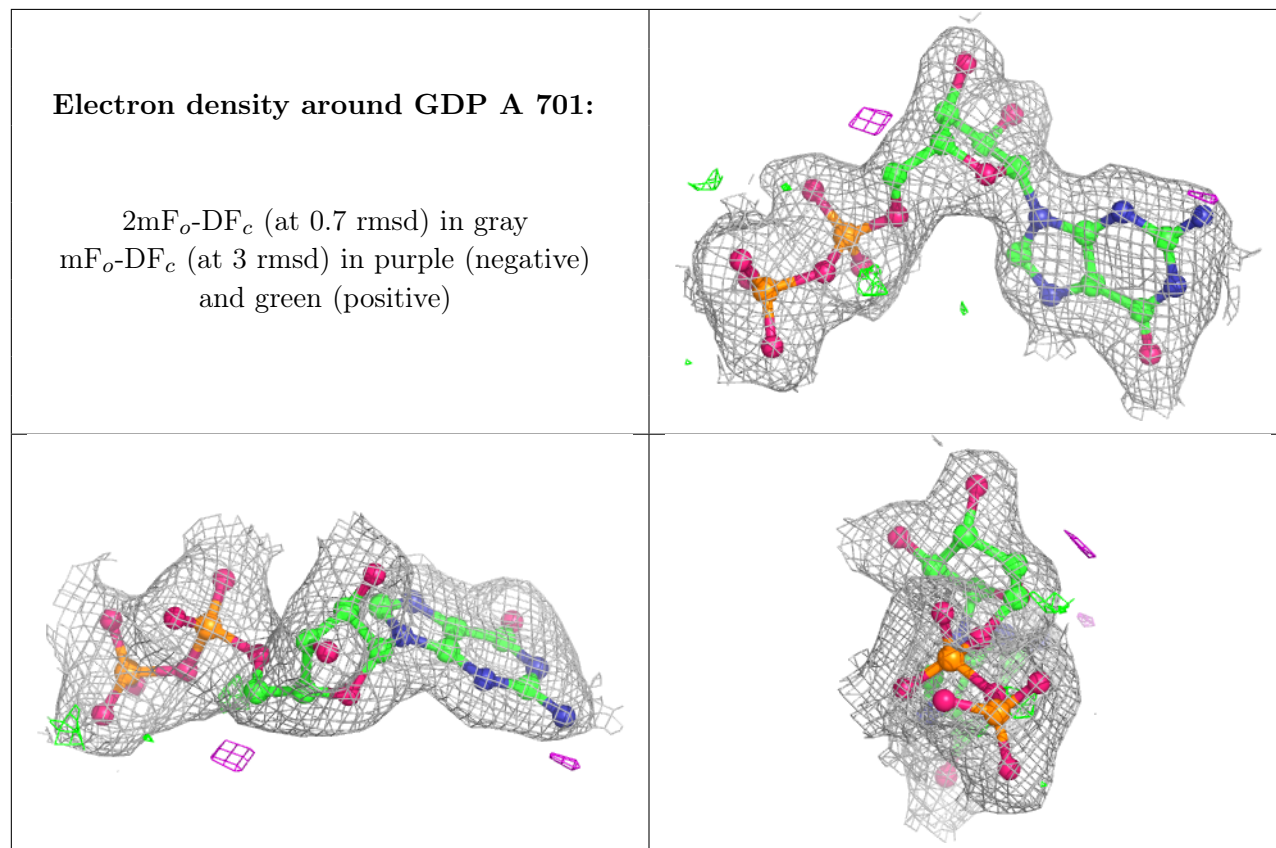 Electron density around GDP A 701:
2mFo-DFc (at 0.7 rmsd) in gray
mFo-DFc (at 3 rmsd) in purple (negative)
and green (positive)